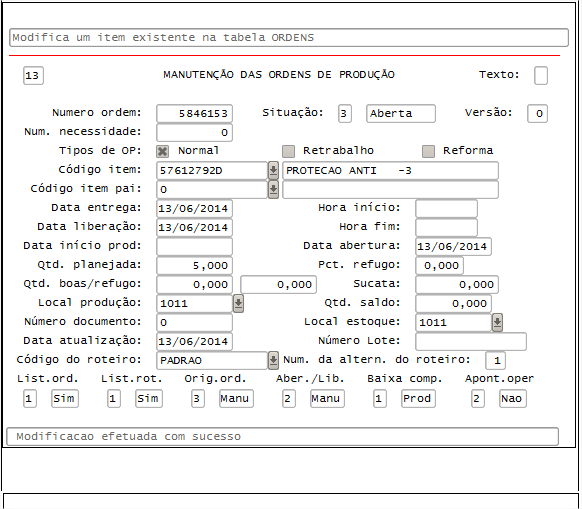 Modifica um item existente na tabela ORDENS
13 MANUTENÇÃO DAS ORDENS DE PRODUÇÃO Texto:
Numero ordem: 5846153 Situação: 3 Aberta Versão: 0
Num. necessidade: 0
Tipos de OP: Normal Retrabalho Reforma
Código item: 57612792D PROTECAO ANTI -3
Código item pai: 0
Data entrega: 13/06/2014 Hora início:
Data liberação: 13/06/2014 Hora fim:
Data início prod: Data abertura: 13/06/2014
Qtd. planejada: 5,000 Pct. refugo: 0,000
Qtd. boas/refugo: 0,000 0,000 Sucata: 0,000
Local produção: 1011 Qtd. saldo: 0,000
Número documento: 0 Local estoque: 1011
Data atualização: 13/06/2014 Número Lote:
Código do roteiro: PADRAO Num. da altern. do roteiro: 1
List.ord. List.rot. Orig.ord. Aber./Lib. Baixa comp. Apont.oper
1 Sim 1 Sim 3 Manu 2 Manu 1 Prod 2 Nao
Modificacao efetuada com sucesso